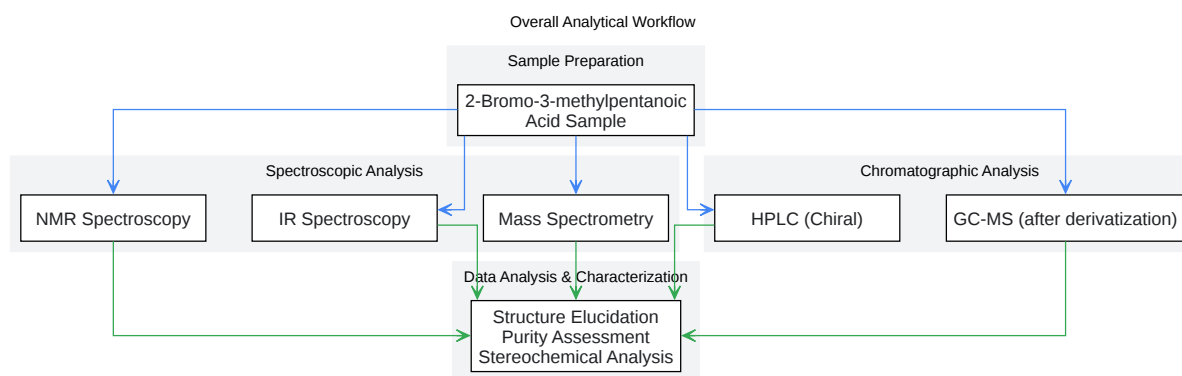 Overall Analytical Workflow
Sample Preparation
2-Bromo-3-methylpentanoic
Acid Sample
Spectroscopic Analysis
Chromatographic Analysis
NMR Spectroscopy
IR Spectroscopy
Mass Spectrometry
HPLC (Chiral)
GC-MS (after derivatization)
Data Analysis & Characterization
Structure Elucidation
Purity Assessment
Stereochemical Analysis